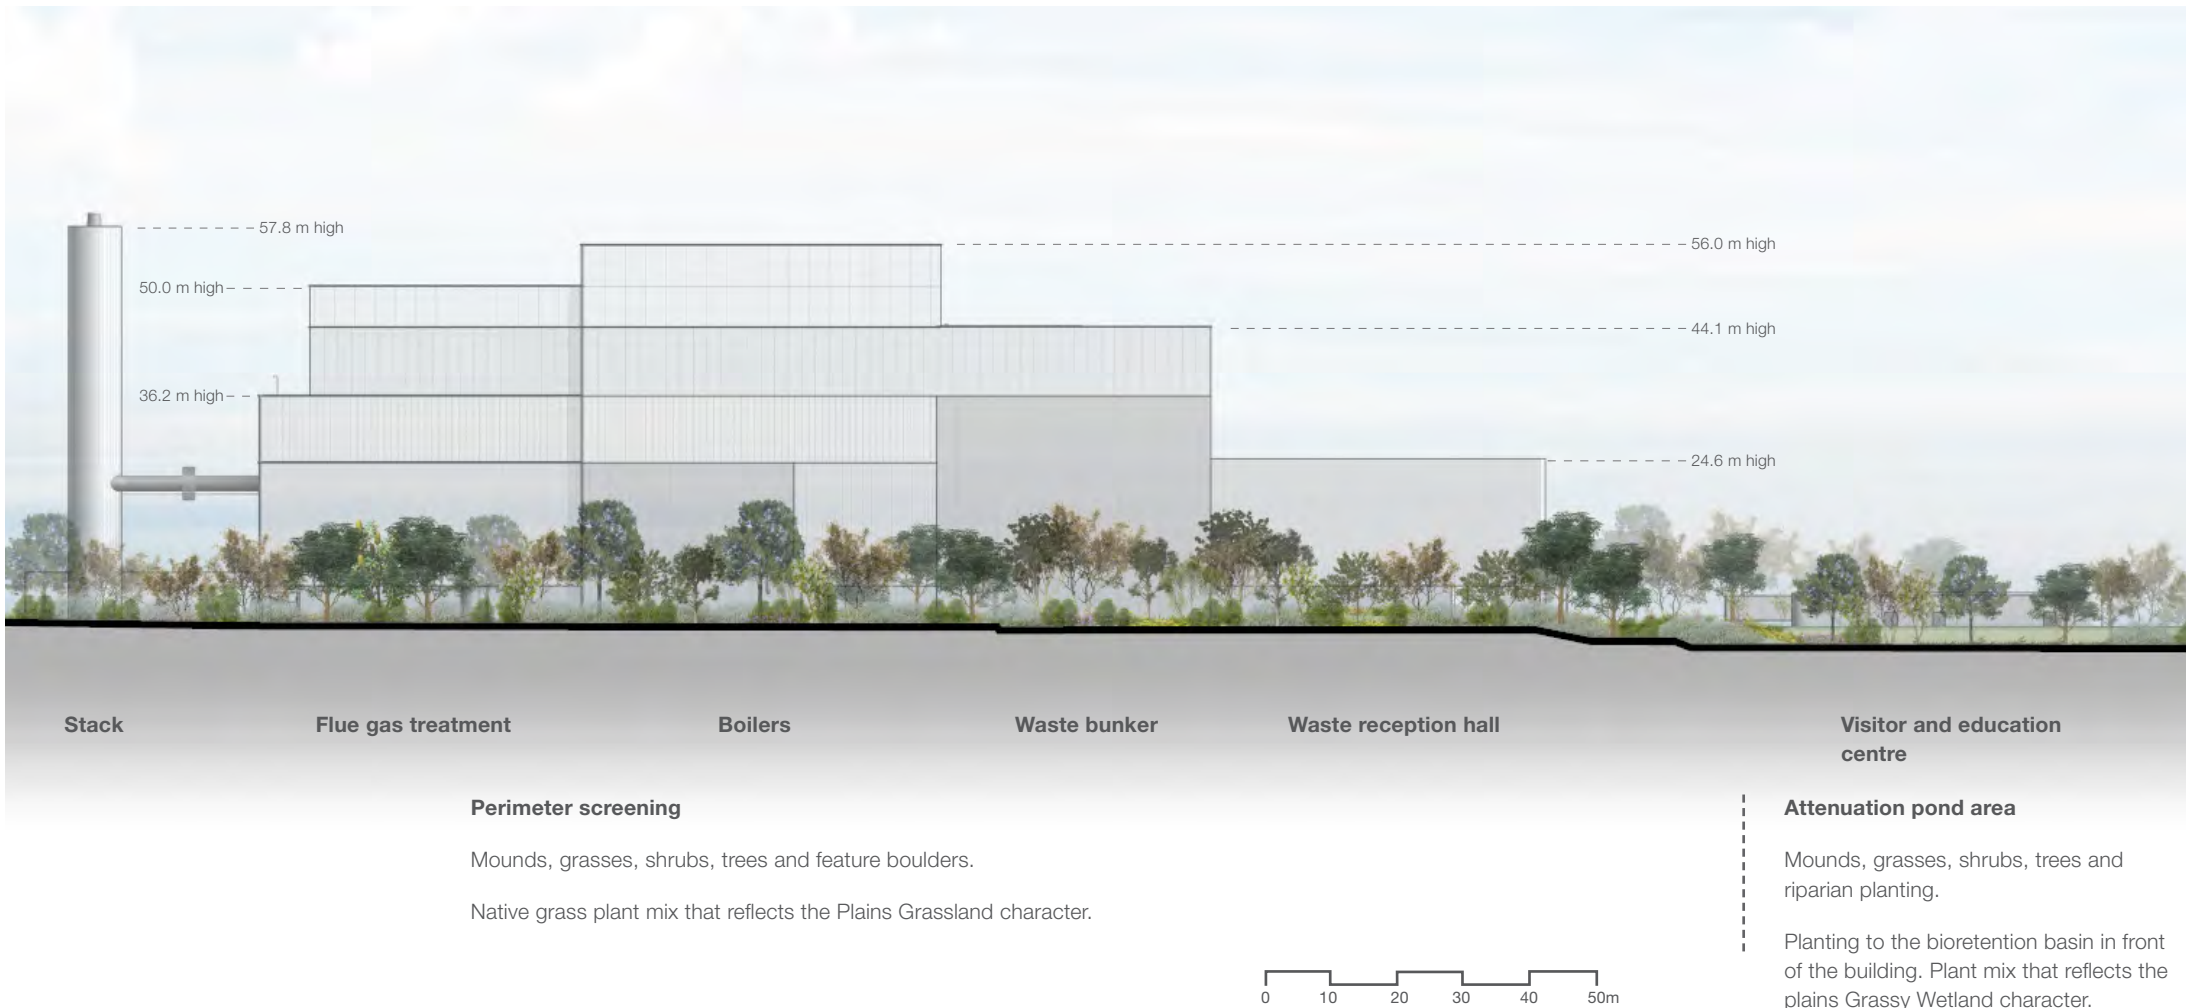 57.8 m high
56.0 m high
50.0 m high
44.1 m high
36.2 m high
24.6 m high
Stack
Flue gas treatment
Boilers
Waste bunker
Waste reception hall
Visitor and education
centre
Perimeter screening
Mounds, grasses, shrubs, trees and feature boulders.
Native grass plant mix that reflects the Plains Grassland character.
Attenuation pond area
Mounds, grasses, shrubs, trees and
riparian planting.
Planting to the bioretention basin in front
of the building. Plant mix that reflects the
plains Grassy Wetland character.
0 10 20 30 40 50m